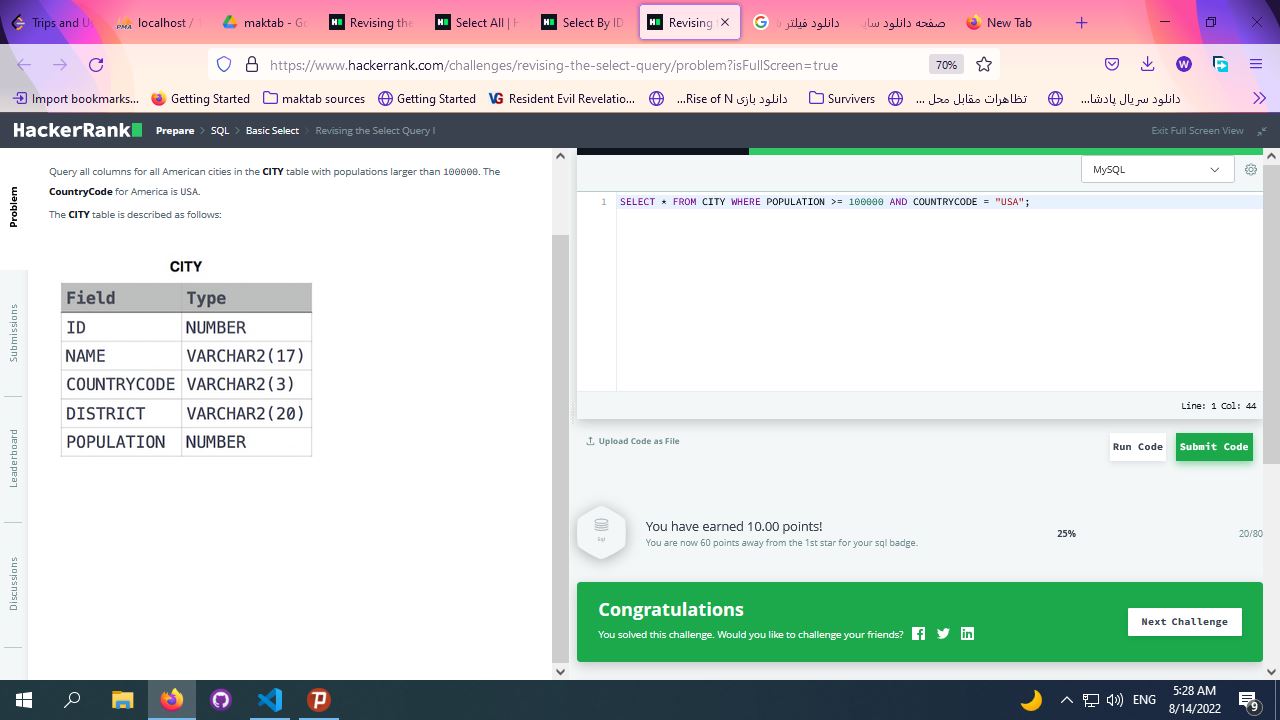 Trips and Us
localhost / 1
maktab - Go
Revising the
Select All | H
Select By ID
Revising t
دانلود فیلتر ش
صفحه دانلود سای
New Tab
https://www.hackerrank.com/challenges/revising-the-select-query/problem?isFullScreen=true
70%
Import bookmarks...
Getting Started
maktab sources
Getting Started
Resident Evil Revelatio...
دانلود بازی Rise of N...
Survivers
تظاهرات مقابل محل ...
دانلود سریال پادشا...
HackerRank
Prepare > SQL > Basic Select > Revising the Select Query I
Exit Full Screen View
Problem
Submissions
Leaderboard
Discussions
Query all columns for all American cities in the CITY table with populations larger than 100000. The
CountryCode for America is USA.
The CITY table is described as follows:
CITY
Field Type
ID NUMBER
NAME VARCHAR2(17)
COUNTRYCODE VARCHAR2(3)
DISTRICT VARCHAR2(20)
POPULATION NUMBER
MySQL
1 SELECT * FROM CITY WHERE POPULATION >= 100000 AND COUNTRYCODE = "USA";
Line: 1 Col: 44
Upload Code as File
Run Code
Submit Code
Sql
You have earned 10.00 points!
You are now 60 points away from the 1st star for your sql badge.
25%
20/80
Congratulations
You solved this challenge. Would you like to challenge your friends?
Next Challenge
ENG
5:28 AM
8/14/2022
9